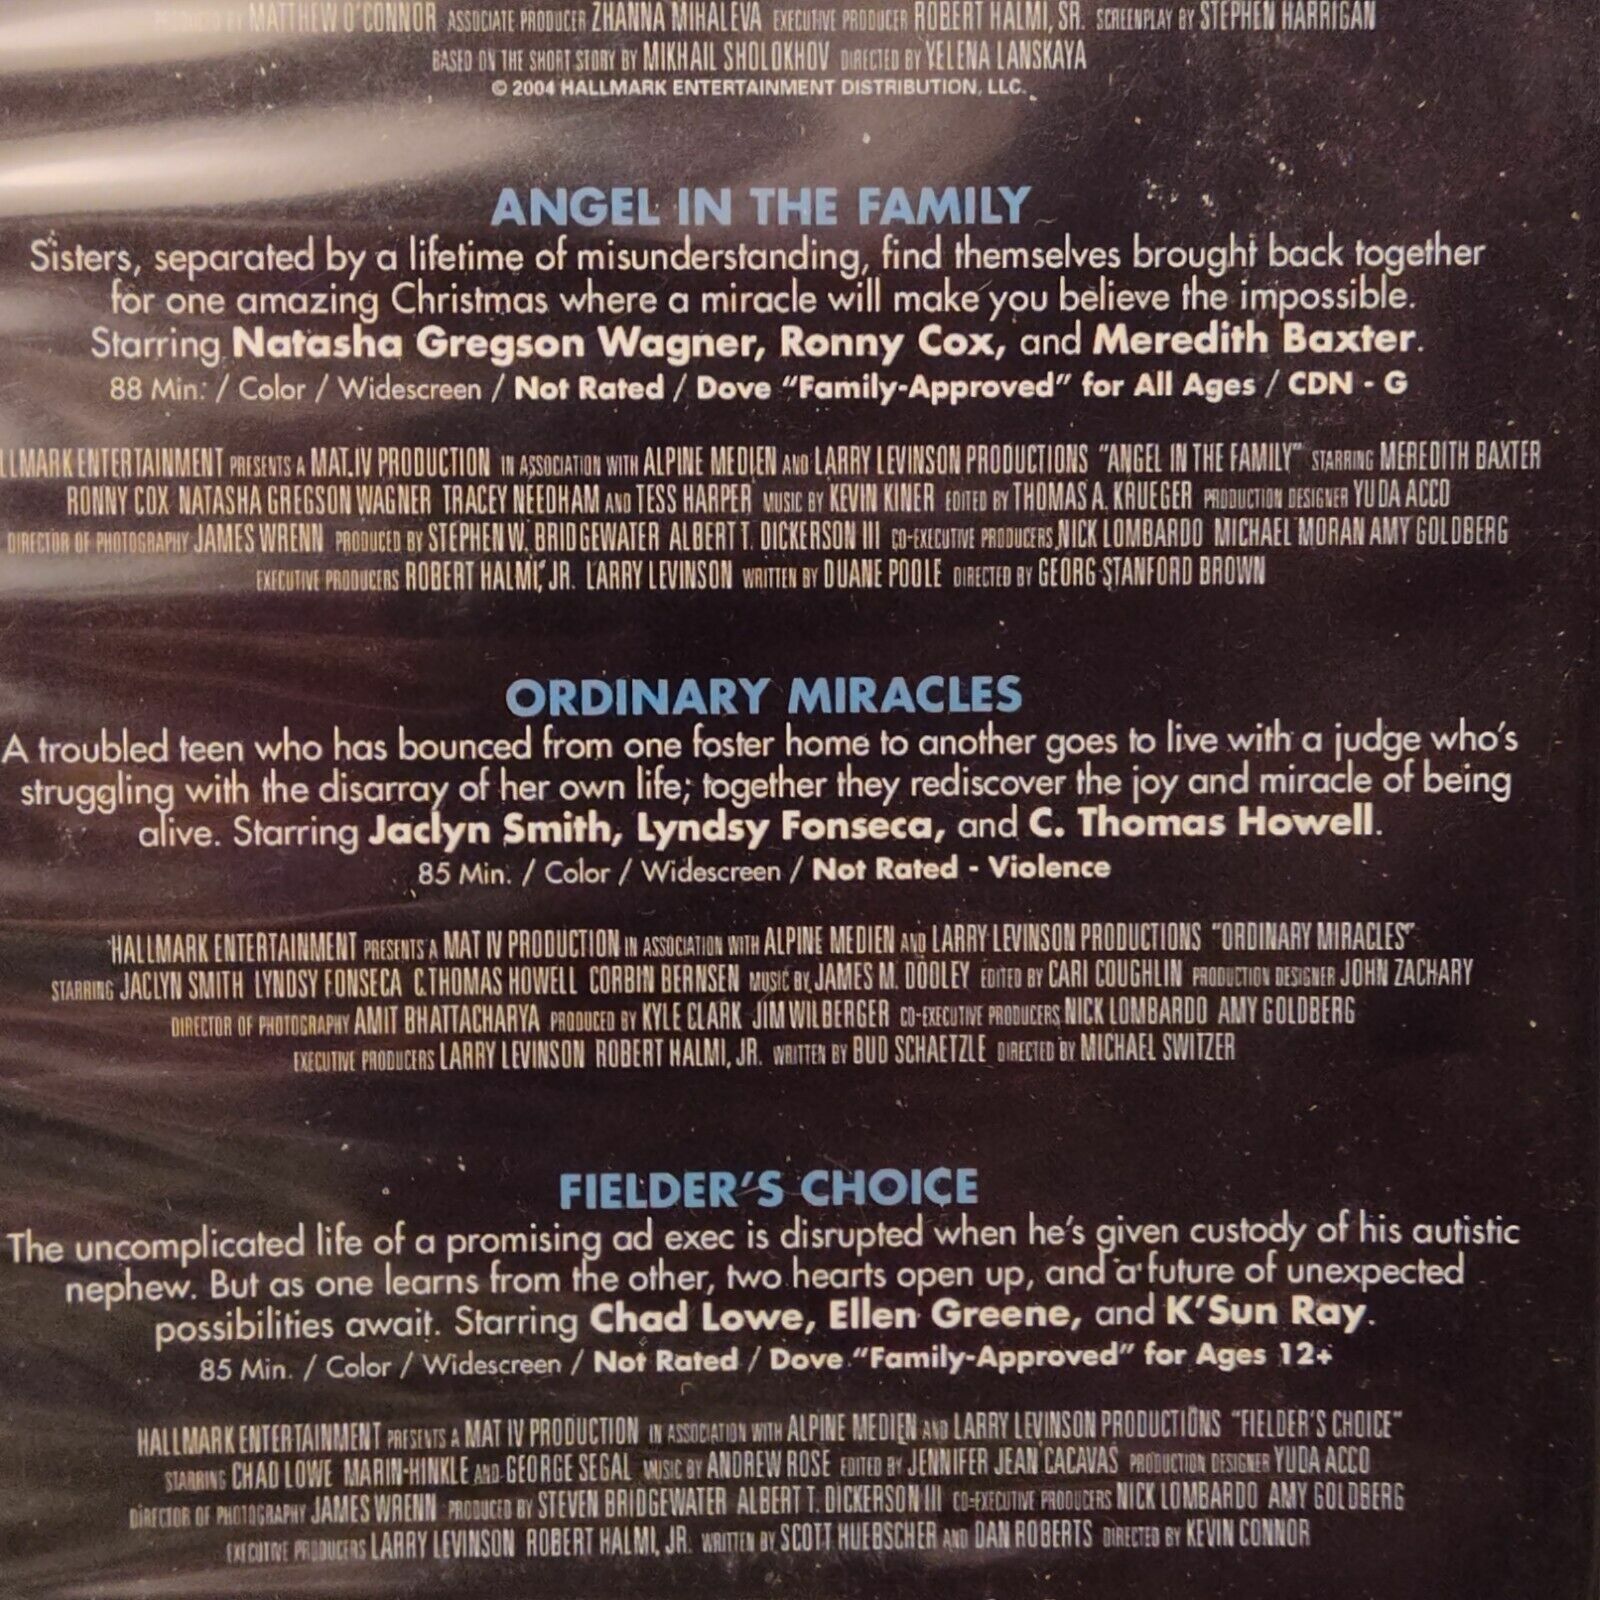 PRODUCED BY MATTHEW O'CONNOR ASSOCIATE PRODUCER ZHANNA MIHALEVA EXECUTIVE PRODUCER ROBERT HALMI, SR. SCREENPLAY BY STEPHEN HARRIGAN
BASED ON THE SHORT STORY BY MIKHAIL SHOLOKHOV DIRECTED BY YELENA LANSKAYA
© 2004 HALLMARK ENTERTAINMENT DISTRIBUTION, LLC.
ANGEL IN THE FAMILY
Sisters, separated by a lifetime of misunderstanding, find themselves brought back together
for one amazing Christmas where a miracle will make you believe the impossible.
Starring Natasha Gregson Wagner, Ronny Cox, and Meredith Baxter.
88 Min. / Color / Widescreen / Not Rated / Dove "Family-Approved" for All Ages / CDN - G
LLMARK ENTERTAINMENT PRESENTS A MAT.IV PRODUCTION IN ASSOCIATION WITH ALPINE MEDIEN AND LARRY LEVINSON PRODUCTIONS "ANGEL IN THE FAMILY" STARRING MEREDITH BAXTER
RONNY COX NATASHA GREGSON WAGNER TRACEY NEEDHAM AND TESS HARPER MUSIC BY KEVIN KINER EDITED BY THOMAS A. KRUEGER PRODUCTION DESIGNER YUDA ACCO
DIRECTOR OF PHOTOGRAPHY JAMES WRENN PRODUCED BY STEPHEN W. BRIDGEWATER ALBERT T. DICKERSON III CO-EXECUTIVE PRODUCERS NICK LOMBARDO MICHAEL MORAN AMY GOLDBERG
EXECUTIVE PRODUCERS ROBERT HALMI, JR. LARRY LEVINSON WRITTEN BY DUANE POOLE DIRECTED BY GEORG STANFORD BROWN
ORDINARY MIRACLES
A troubled teen who has bounced from one foster home to another goes to live with a judge who's
struggling with the disarray of her own life; together they rediscover the joy and miracle of being
alive. Starring Jaclyn Smith, Lyndsy Fonseca, and C. Thomas Howell.
85 Min. / Color / Widescreen / Not Rated - Violence
HALLMARK ENTERTAINMENT PRESENTS A MAT IV PRODUCTION IN ASSOCIATION WITH ALPINE MEDIEN AND LARRY LEVINSON PRODUCTIONS "ORDINARY MIRACLES"
STARRING JACLYN SMITH LYNDSY FONSECA C.THOMAS HOWELL CORBIN BERNSEN MUSIC BY JAMES M. DOOLEY EDITED BY CARI COUGHLIN PRODUCTION DESIGNER JOHN ZACHARY
DIRECTOR OF PHOTOGRAPHY AMIT BHATTACHARYA PRODUCED BY KYLE CLARK JIM WILBERGER CO-EXECUTIVE PRODUCERS NICK LOMBARDO AMY GOLDBERG
EXECUTIVE PRODUCERS LARRY LEVINSON ROBERT HALMI, JR. WRITTEN BY BUD SCHAETZLE DIRECTED BY MICHAEL SWITZER
FIELDER'S CHOICE
The uncomplicated life of a promising ad exec is disrupted when he's given custody of his autistic
nephew. But as one learns from the other, two hearts open up, and a future of unexpected
possibilities await. Starring Chad Lowe, Ellen Greene, and K'Sun Ray.
85 Min. / Color / Widescreen / Not Rated / Dove "Family-Approved" for Ages 12+
HALLMARK ENTERTAINMENT PRESENTS A MAT IV PRODUCTION IN ASSOCIATION WITH ALPINE MEDIEN AND LARRY LEVINSON PRODUCTIONS "FIELDER'S CHOICE"
STARRING CHAD LOWE MARIN-HINKLE AND GEORGE SEGAL MUSIC BY ANDREW ROSE EDITED BY JENNIFER JEAN CACAVAS PRODUCTION DESIGNER YUDA ACCO
DIRECTOR OF PHOTOGRAPHY JAMES WRENN PRODUCED BY STEVEN BRIDGEWATER ALBERT T. DICKERSON III CO-EXECUTIVE PRODUCERS NICK LOMBARDO AMY GOLDBERG
EXECUTIVE PRODUCERS LARRY LEVINSON ROBERT HALMI, JR. WRITTEN BY SCOTT HUEBSCHER AND DAN ROBERTS DIRECTED BY KEVIN CONNOR